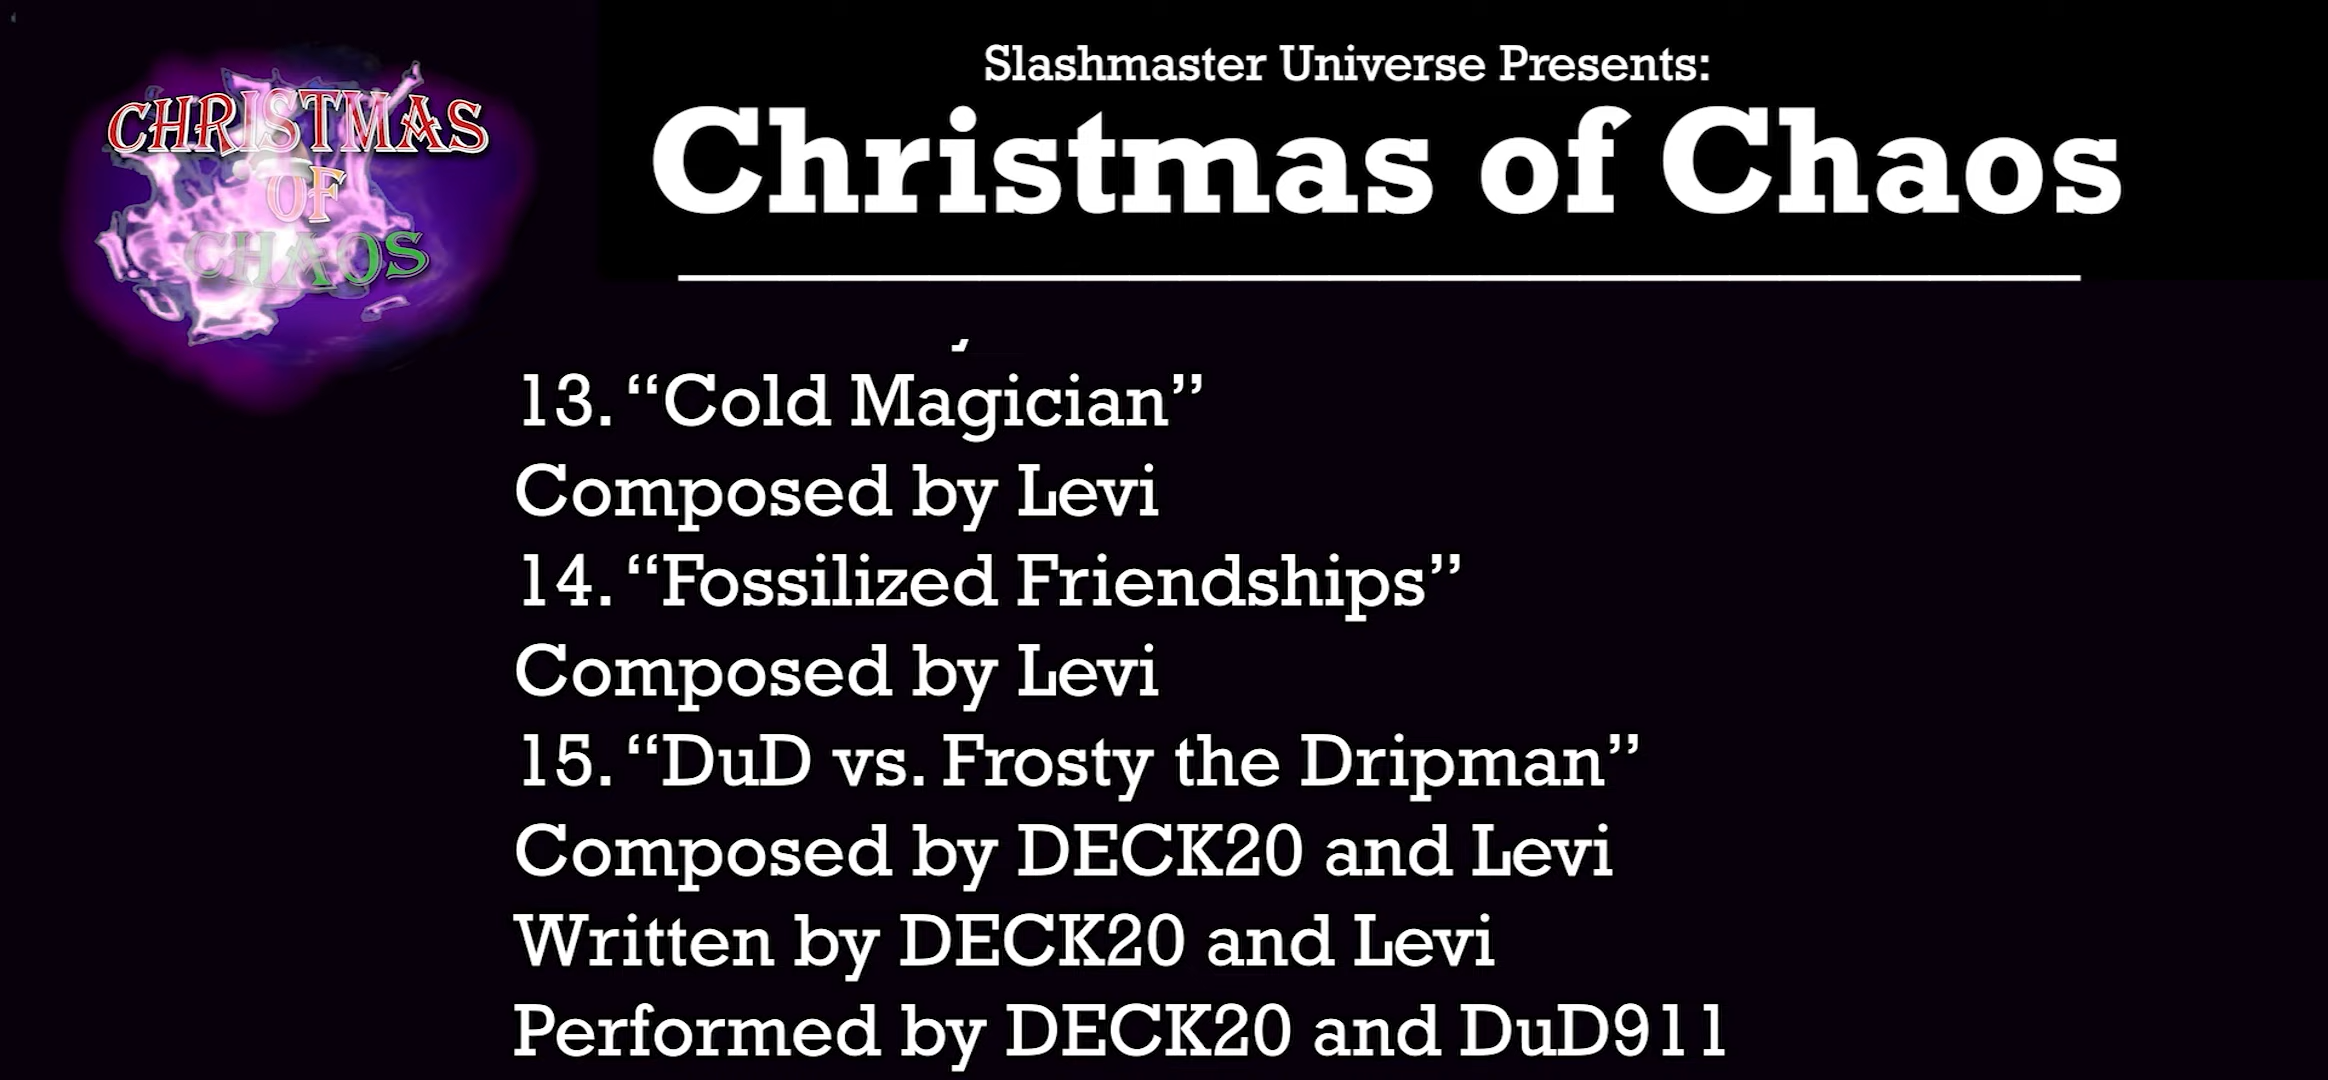 CHRISTMAS
OF
CHAOS
Slashmaster Universe Presents:
Christmas of Chaos
13. “Cold Magician”
Composed by Levi
14. “Fossilized Friendships”
Composed by Levi
15. “DuD vs. Frosty the Dripman”
Composed by DECK20 and Levi
Written by DECK20 and Levi
Performed by DECK20 and DuD911